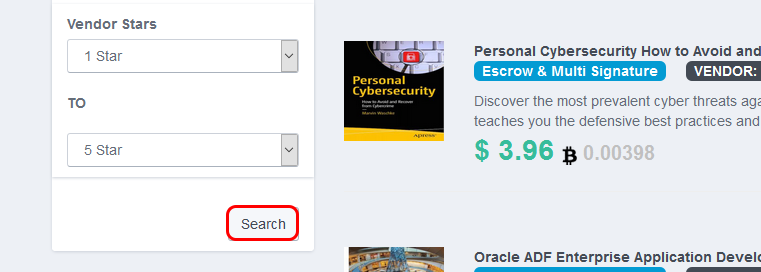 Vendor Stars
1 Star
TO
5 Star
Search
Personal
Cybersecurity
How to Avoid and Recover
from Cybercrime
Marvin Waschke
Apress
Personal Cybersecurity How to Avoid and
Escrow & Multi Signature VENDOR:
Discover the most prevalent cyber threats aga
teaches you the defensive best practices and
$ 3.96 ₿ 0.00398
Oracle ADF Enterprise Application Develo